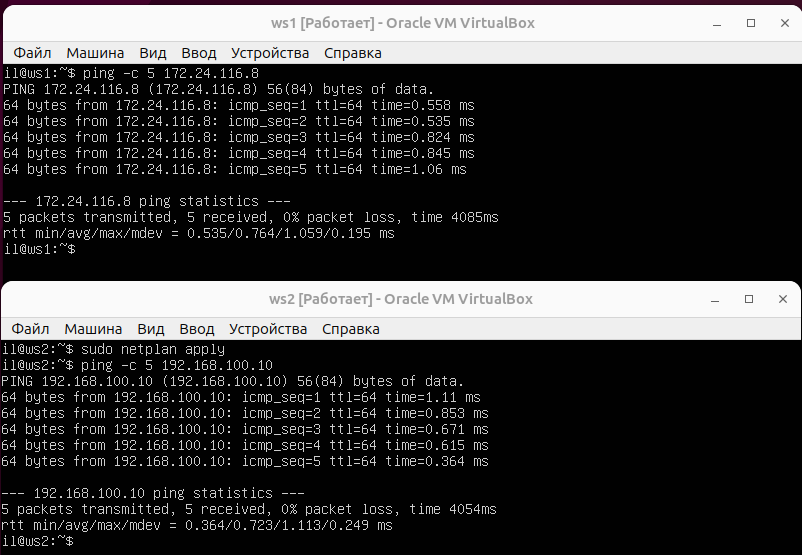 ws1 [Работает] - Oracle VM VirtualBox
Файл Машина Вид Ввод Устройства Справка
il@ws1:~$ ping -c 5 172.24.116.8
PING 172.24.116.8 (172.24.116.8) 56(84) bytes of data.
64 bytes from 172.24.116.8: icmp_seq=1 ttl=64 time=0.558 ms
64 bytes from 172.24.116.8: icmp_seq=2 ttl=64 time=0.535 ms
64 bytes from 172.24.116.8: icmp_seq=3 ttl=64 time=0.824 ms
64 bytes from 172.24.116.8: icmp_seq=4 ttl=64 time=0.845 ms
64 bytes from 172.24.116.8: icmp_seq=5 ttl=64 time=1.06 ms
--- 172.24.116.8 ping statistics ---
5 packets transmitted, 5 received, 0% packet loss, time 4085ms
rtt min/avg/max/mdev = 0.535/0.764/1.059/0.195 ms
il@ws1:~$
ws2 [Работает] - Oracle VM VirtualBox
Файл Машина Вид Ввод Устройства Справка
il@ws2:~$ sudo netplan apply
il@ws2:~$ ping -c 5 192.168.100.10
PING 192.168.100.10 (192.168.100.10) 56(84) bytes of data.
64 bytes from 192.168.100.10: icmp_seq=1 ttl=64 time=1.11 ms
64 bytes from 192.168.100.10: icmp_seq=2 ttl=64 time=0.853 ms
64 bytes from 192.168.100.10: icmp_seq=3 ttl=64 time=0.671 ms
64 bytes from 192.168.100.10: icmp_seq=4 ttl=64 time=0.615 ms
64 bytes from 192.168.100.10: icmp_seq=5 ttl=64 time=0.364 ms
--- 192.168.100.10 ping statistics ---
5 packets transmitted, 5 received, 0% packet loss, time 4054ms
rtt min/avg/max/mdev = 0.364/0.723/1.113/0.249 ms
il@ws2:~$